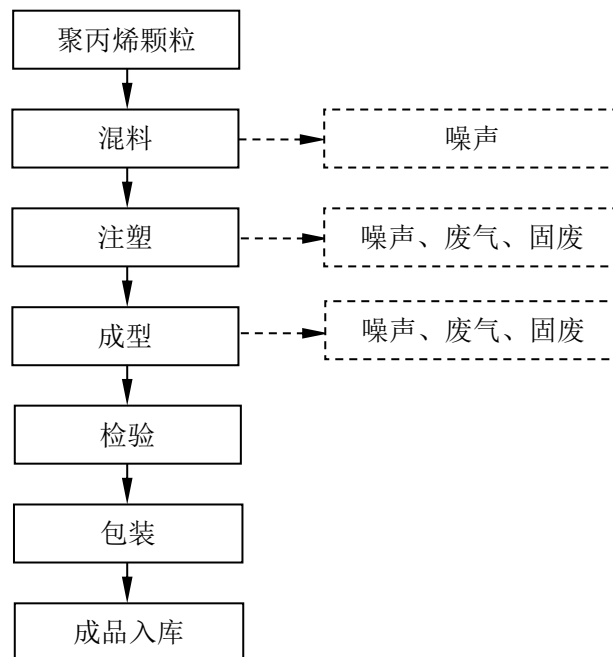 聚丙烯颗粒
混料
噪声
注塑
噪声、废气、固废
成型
噪声、废气、固废
检验
包装
成品入库